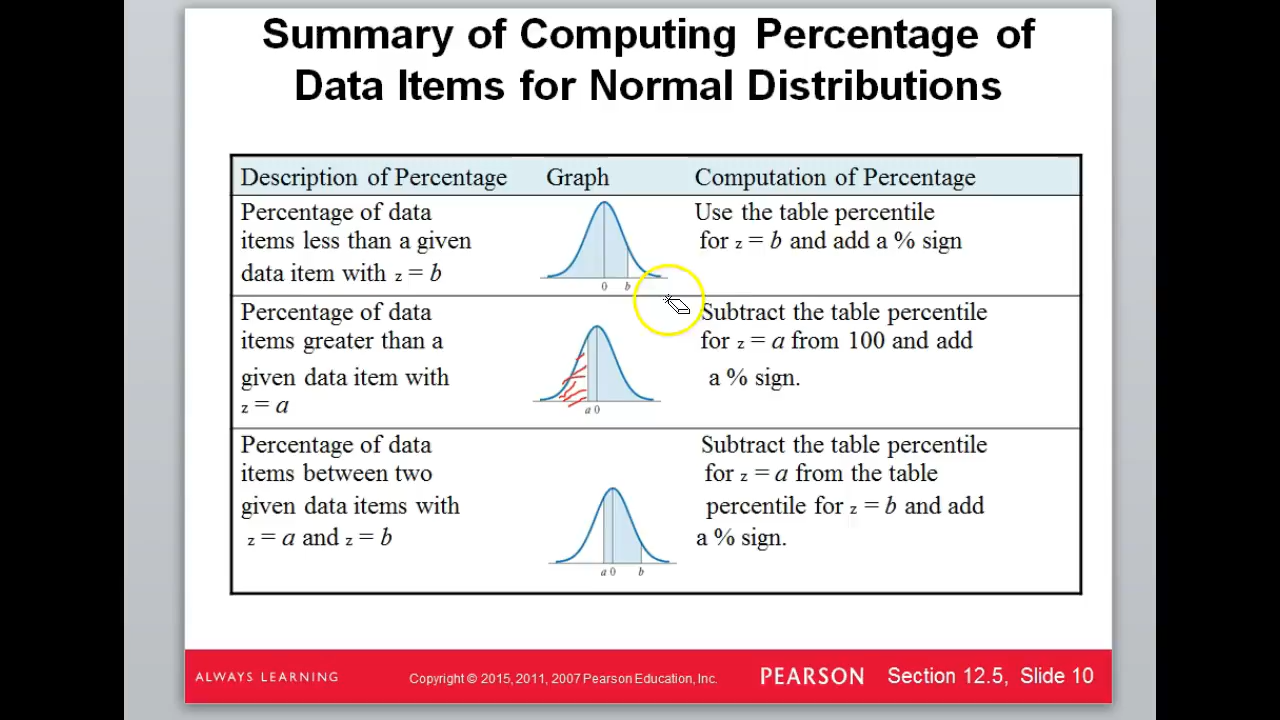 Summary of Computing Percentage of
Data Items for Normal Distributions
Description of Percentage Graph Computation of Percentage
Percentage of data
items less than a given
data item with z = b
0 b
Use the table percentile
for z = b and add a % sign
Percentage of data
items greater than a
given data item with
z = a
a 0
Subtract the table percentile
for z = a from 100 and add
a % sign.
Percentage of data
items between two
given data items with
z = a and z = b
a 0 b
Subtract the table percentile
for z = a from the table
percentile for z = b and add
a % sign.
ALWAYS LEARNING Copyright © 2015, 2011, 2007 Pearson Education, Inc. PEARSON Section 12.5, Slide 10